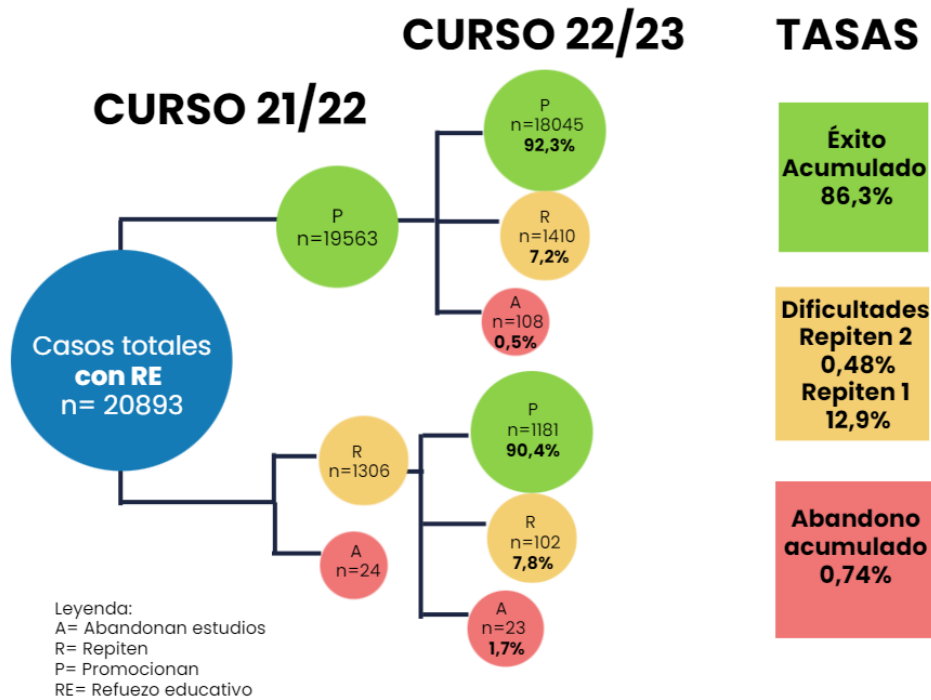 CURSO 22/23
TASAS
CURSO 21/22
P
n=18045
92,3%
Éxito
Acumulado
86,3%
P
n=19563
R
n=1410
7,2%
A
n=108
0,5%
Casos totales
con RE
n= 20893
Dificultades
Repiten 2
0,48%
Repiten 1
12,9%
P
n=1181
90,4%
R
n=1306
R
n=102
7,8%
A
n=24
Abandono
acumulado
0,74%
A
n=23
1,7%
Leyenda:
A= Abandonan estudios
R= Repiten
P= Promocionan
RE= Refuezo educativo